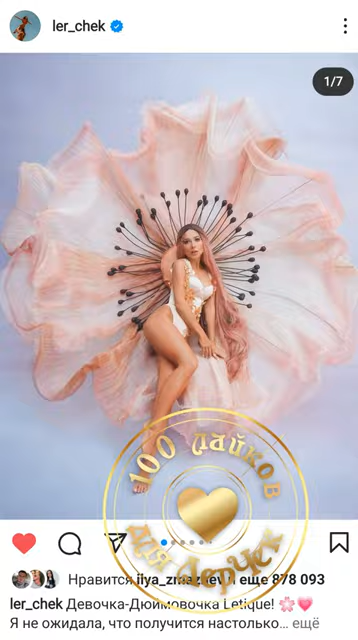 ler_chek
1/7
100 лайков
для Лерчек
Нравится и ещё 878 093
ler_chek Девочка-Дюймовочка Letique! 🌸💗
Я не ожидала, что получится настолько... ещё